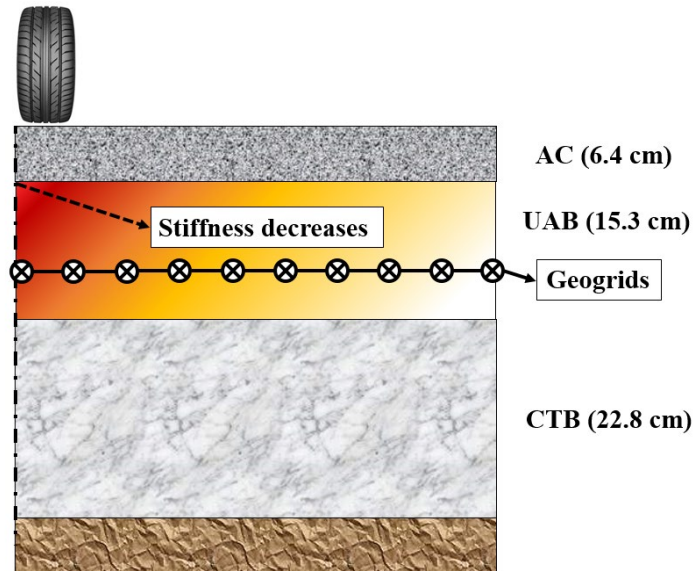 AC (6.4 cm)
Stiffness decreases
UAB (15.3 cm)
Geogrids
CTB (22.8 cm)